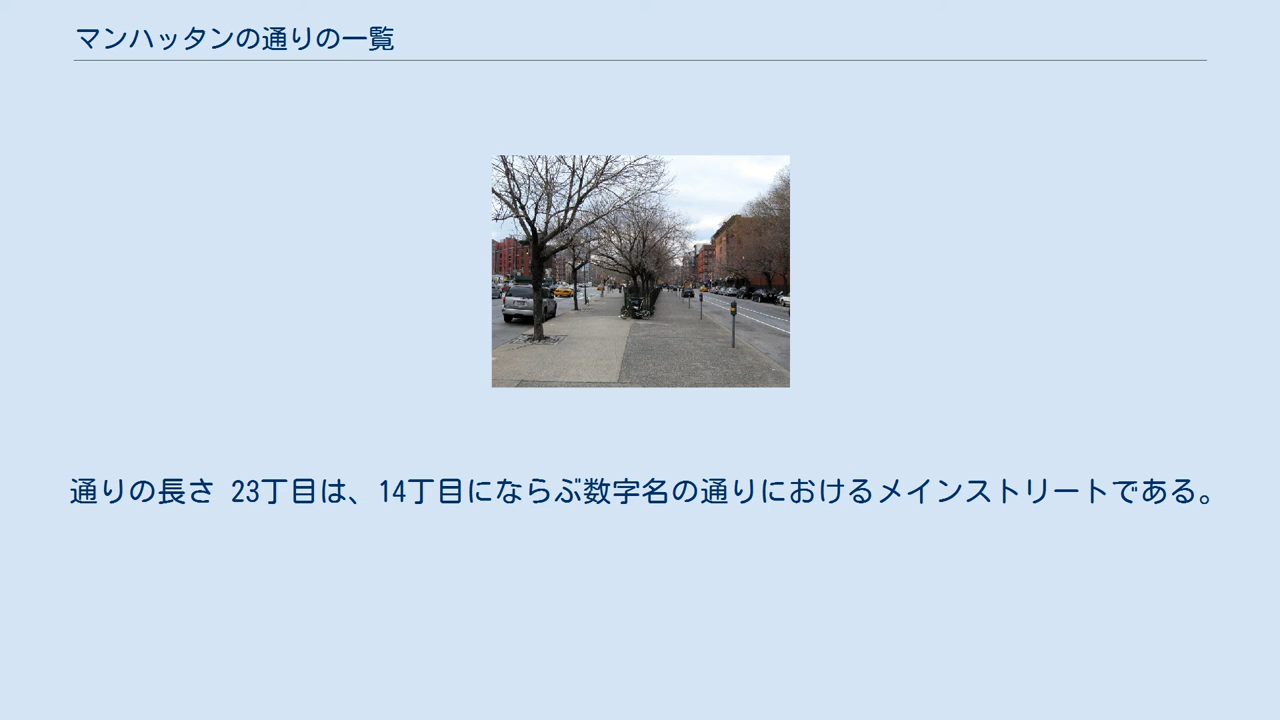 マンハッタンの通りの一覧
通りの長さ 23丁目は、14丁目にならぶ数字名の通りにおけるメインストリートである。